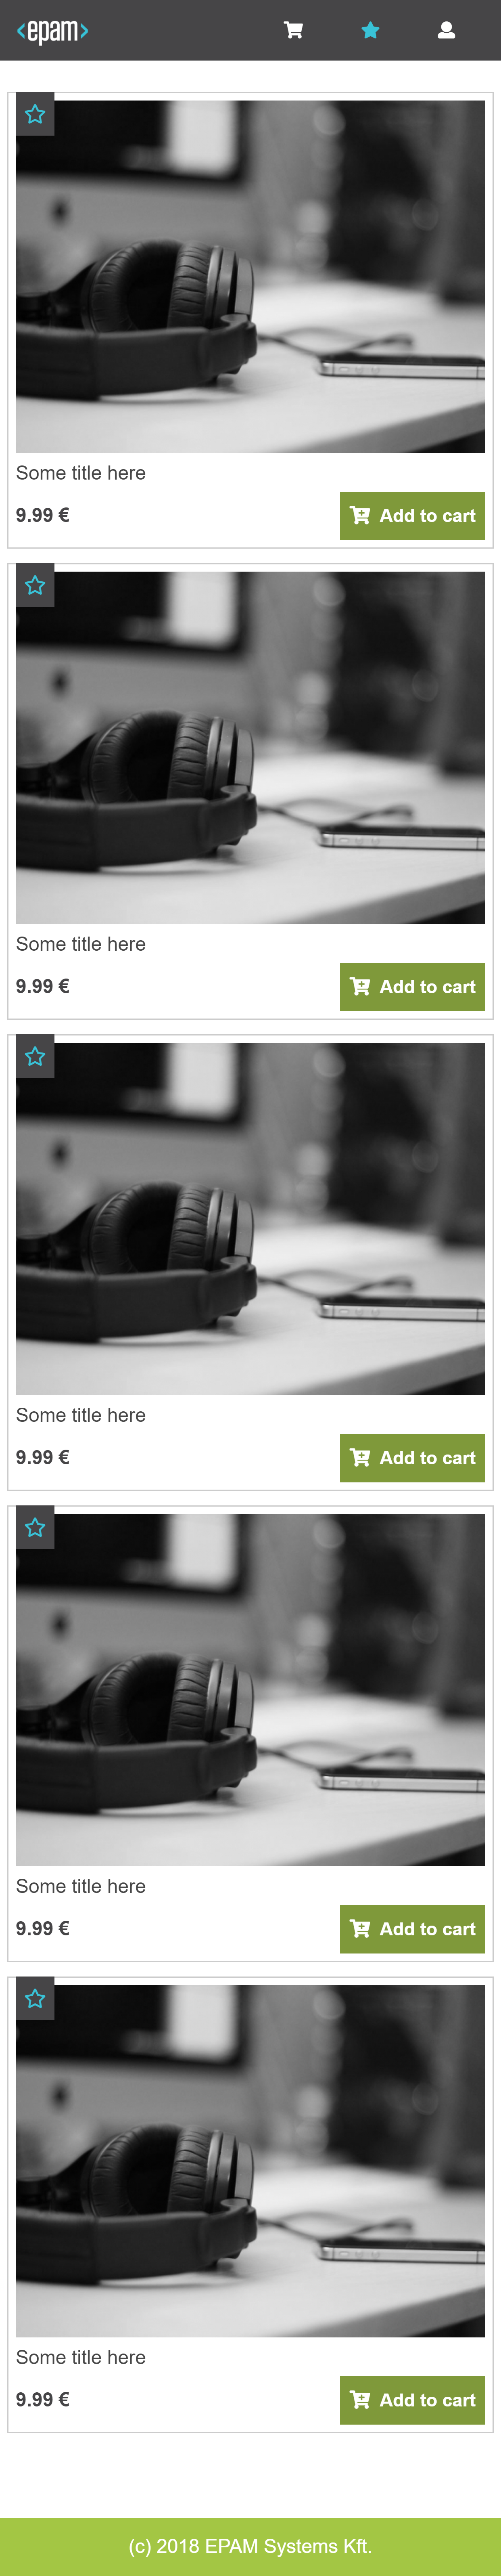 <epam>
Some title here
9.99 €
Add to cart
Some title here
9.99 €
Add to cart
Some title here
9.99 €
Add to cart
Some title here
9.99 €
Add to cart
Some title here
9.99 €
Add to cart
(c) 2018 EPAM Systems Kft.